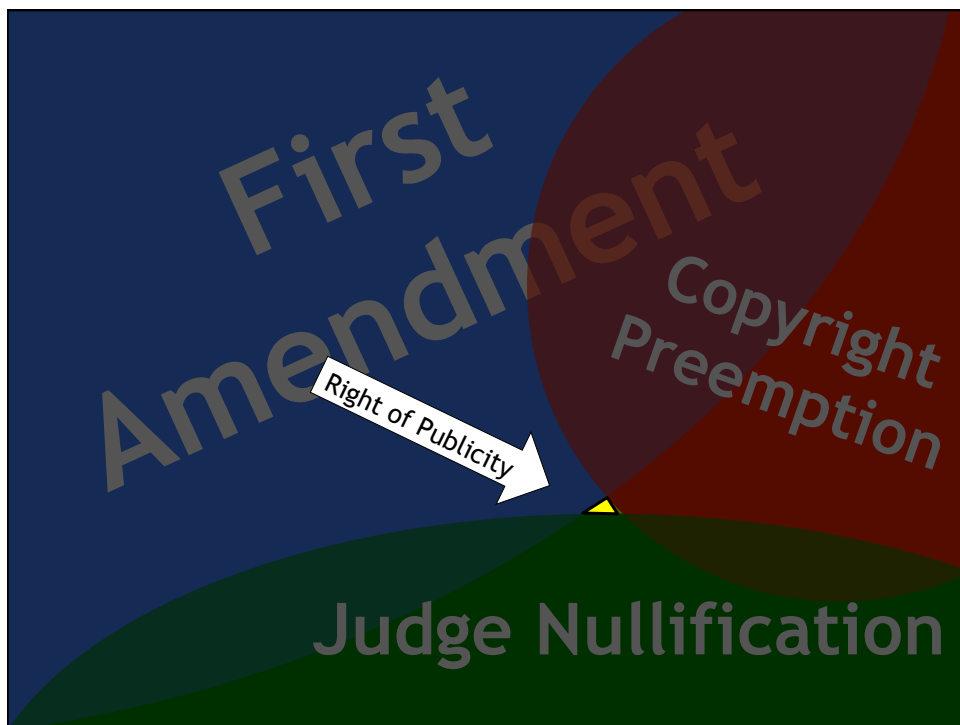 First
Amendment
Copyright
Preemption
Right of Publicity
Judge Nullification